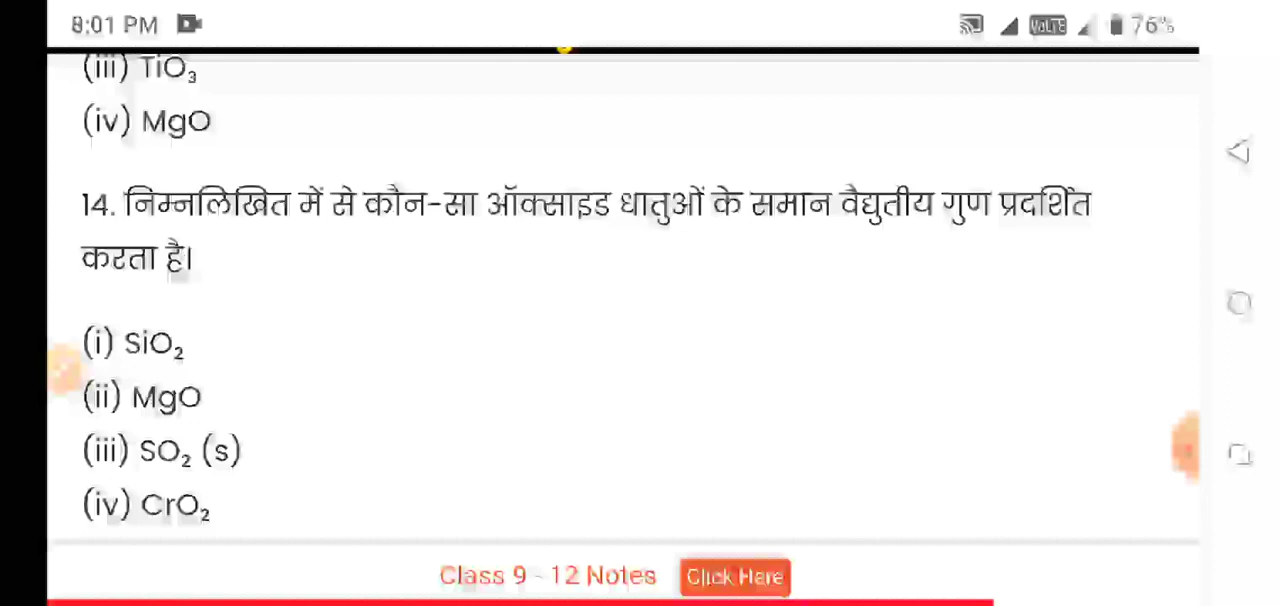 8:01 PM VoLTE 76%
(iii) TiO₃
(iv) MgO
14. निम्नलिखित में से कौन-सा ऑक्साइड धातुओं के समान वैद्युतीय गुण प्रदर्शित
करता है।
(i) SiO₂
(ii) MgO
(iii) SO₂ (s)
(iv) CrO₂
Class 9 - 12 Notes Click Here